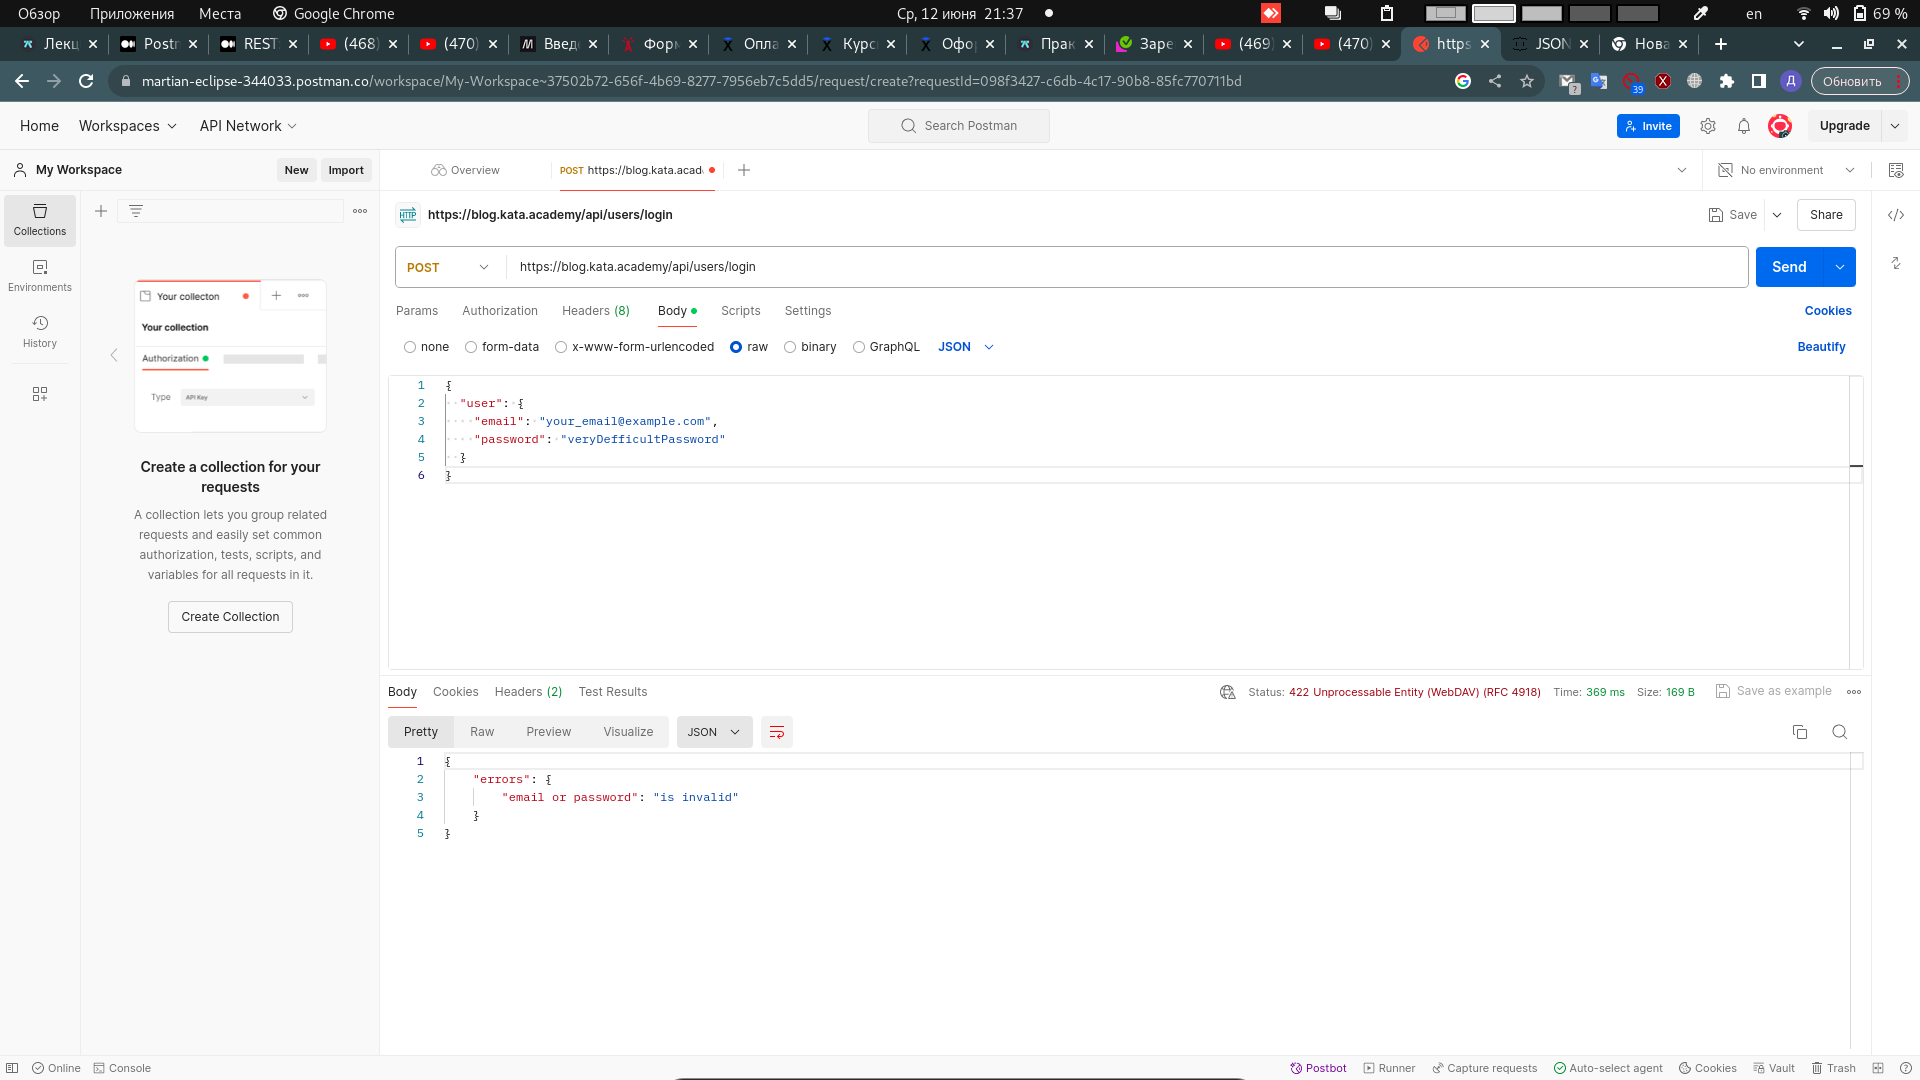 Обзор Приложения Места Google Chrome Ср, 12 июня 21:37 en 69 %
Лекц Postm REST (468) (470) Введ Форм Опла Курс Офор Прак Заре (469) (470) https JSON Нова
martian-eclipse-344033.postman.co/workspace/My-Workspace~37502b72-656f-4b69-8277-7956eb7c5dd5/request/create?requestId=098f3427-c6db-4c17-90b8-85fc770711bd ? 39 X Д Обновить
Home Workspaces API Network Search Postman Invite Upgrade
My Workspace New Import Overview POST https://blog.kata.acad No environment
Collections
Environments
History
Your collecton
Your collection
Authorization
Type API Key
Create a collection for your
requests
A collection lets you group related
requests and easily set common
authorization, tests, scripts, and
variables for all requests in it.
Create Collection
HTTP https://blog.kata.academy/api/users/login Save Share
POST https://blog.kata.academy/api/users/login Send
Params Authorization Headers (8) Body Scripts Settings Cookies
none form-data x-www-form-urlencoded raw binary GraphQL JSON Beautify
1 {
2 "user": {
3 "email": "your_email@example.com",
4 "password": "veryDefficultPassword"
5 }
6 }
Body Cookies Headers (2) Test Results Status: 422 Unprocessable Entity (WebDAV) (RFC 4918) Time: 369 ms Size: 169 B Save as example
Pretty Raw Preview Visualize JSON
1 {
2 "errors": {
3 "email or password": "is invalid"
4 }
5 }
Online Console Postbot Runner Capture requests Auto-select agent Cookies Vault Trash